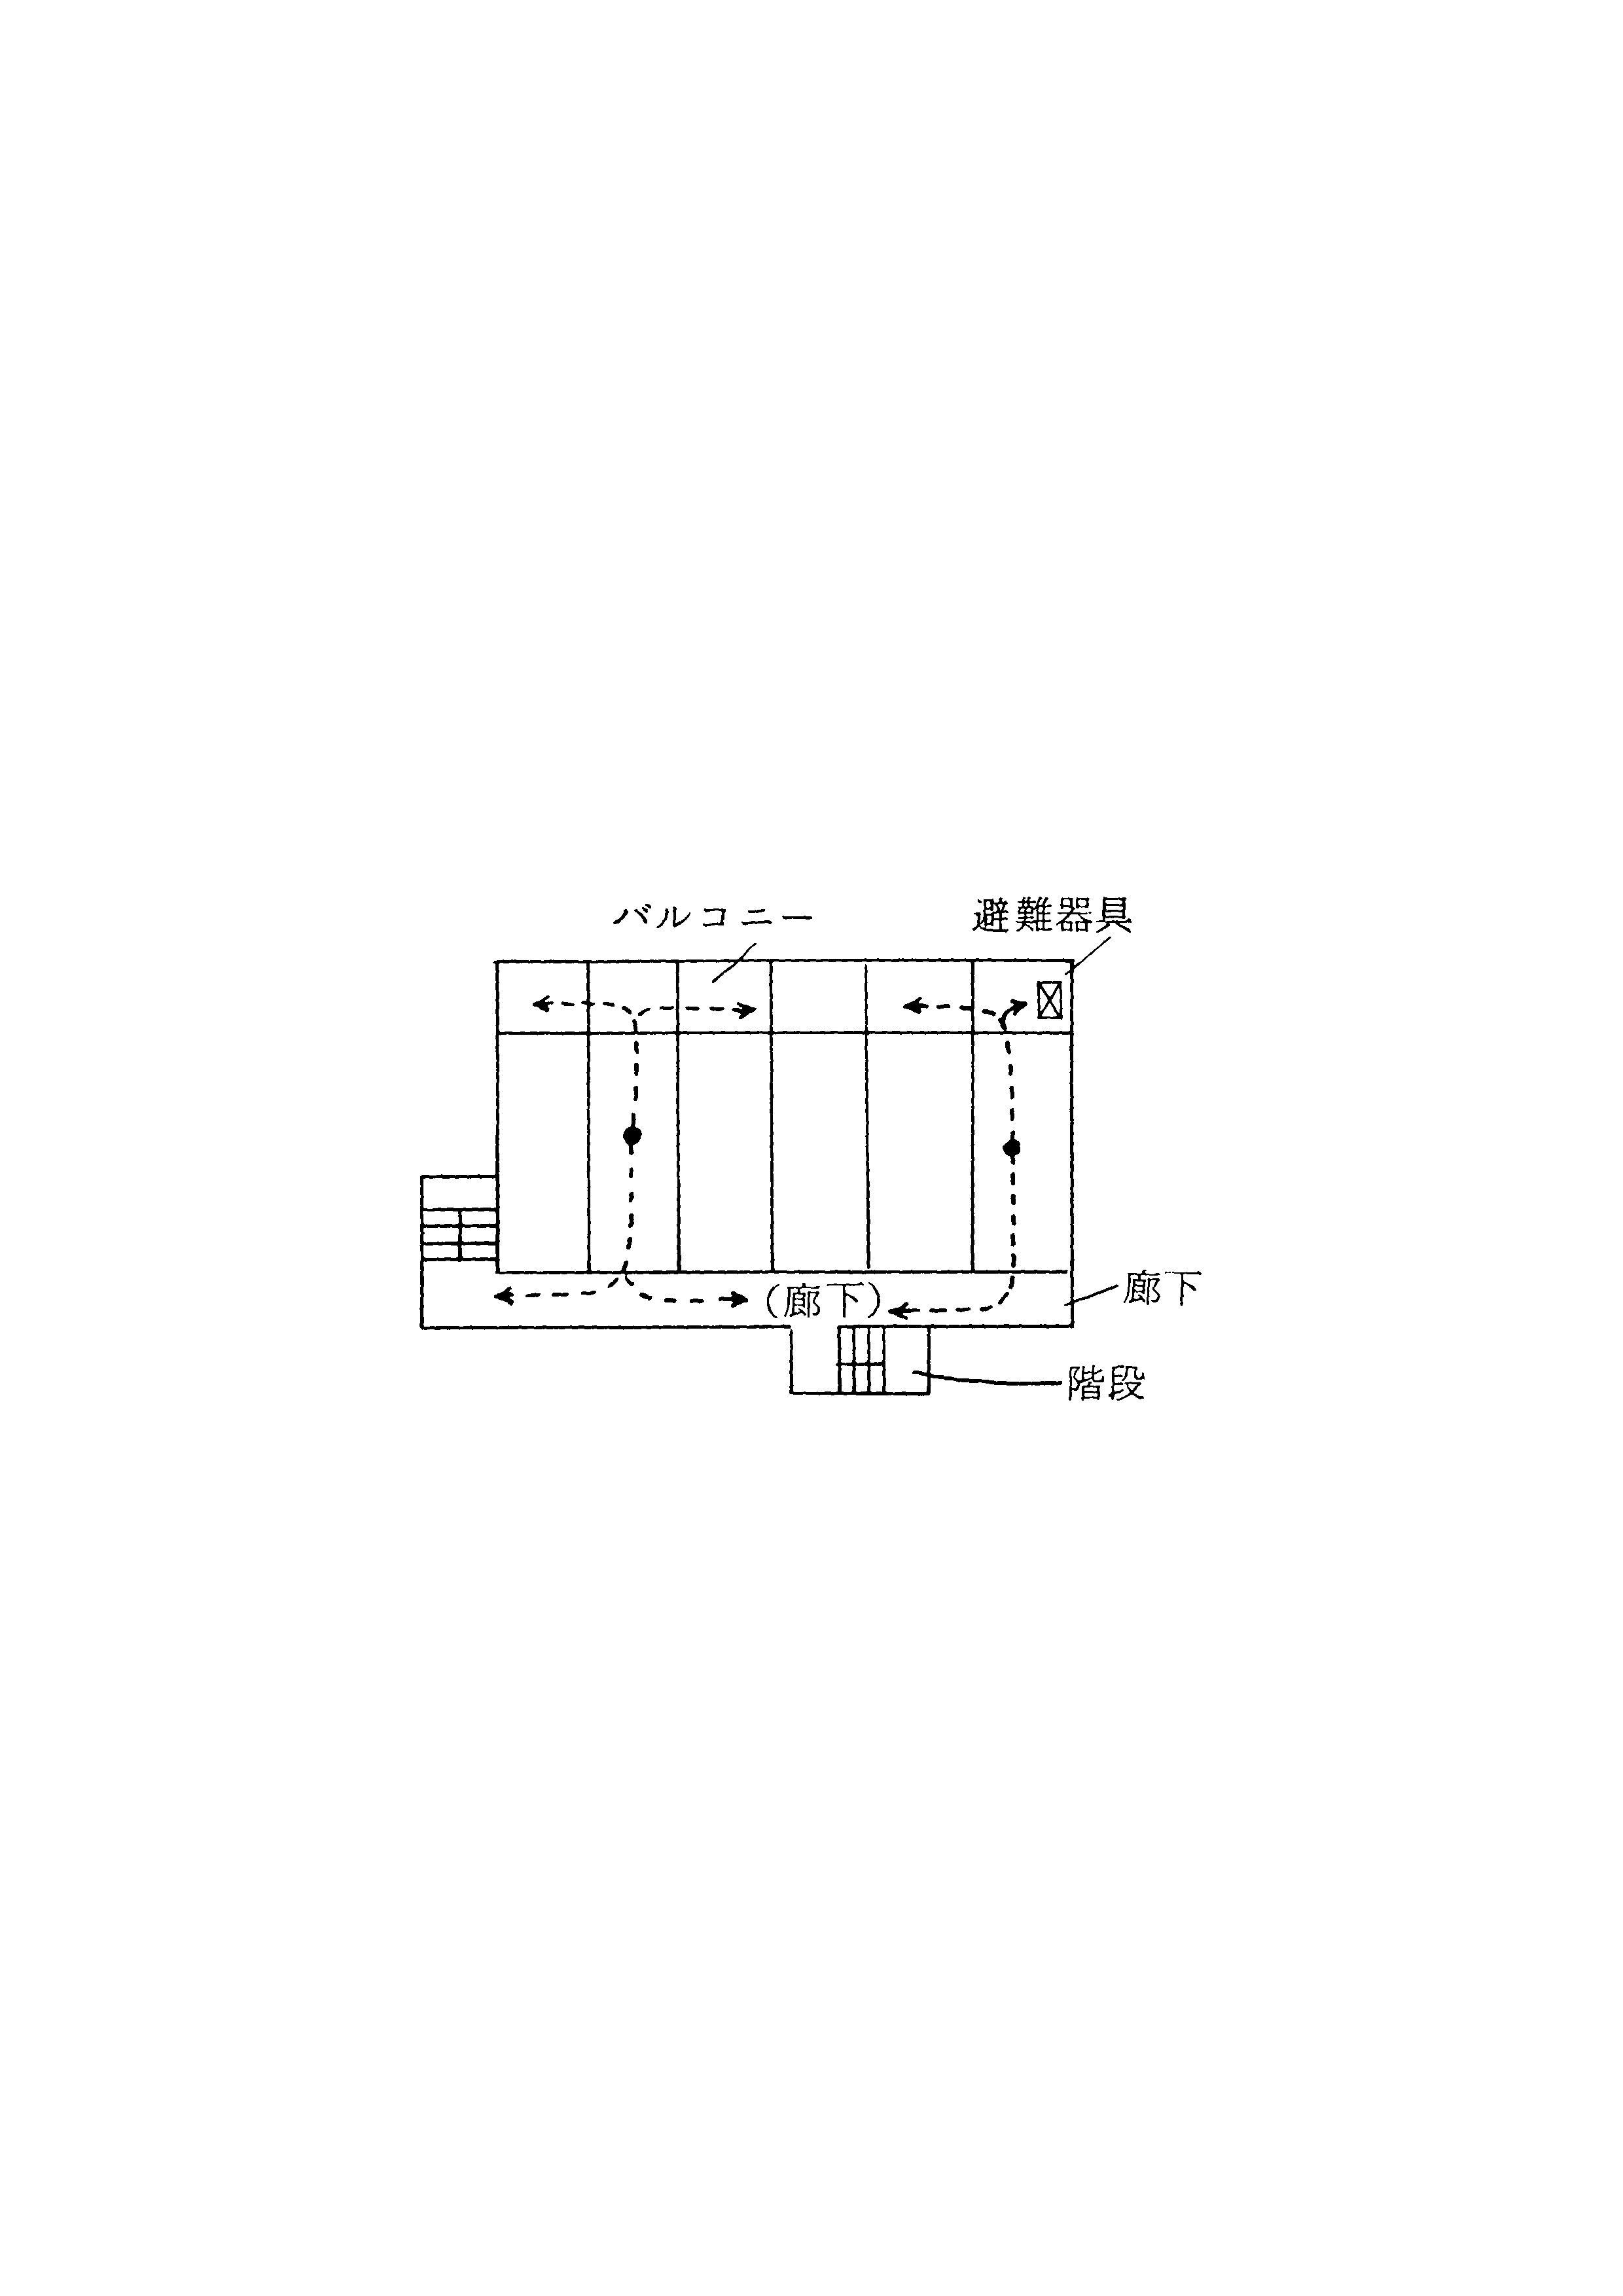 バルコニー
避難器具
(廊下)
廊下
階段